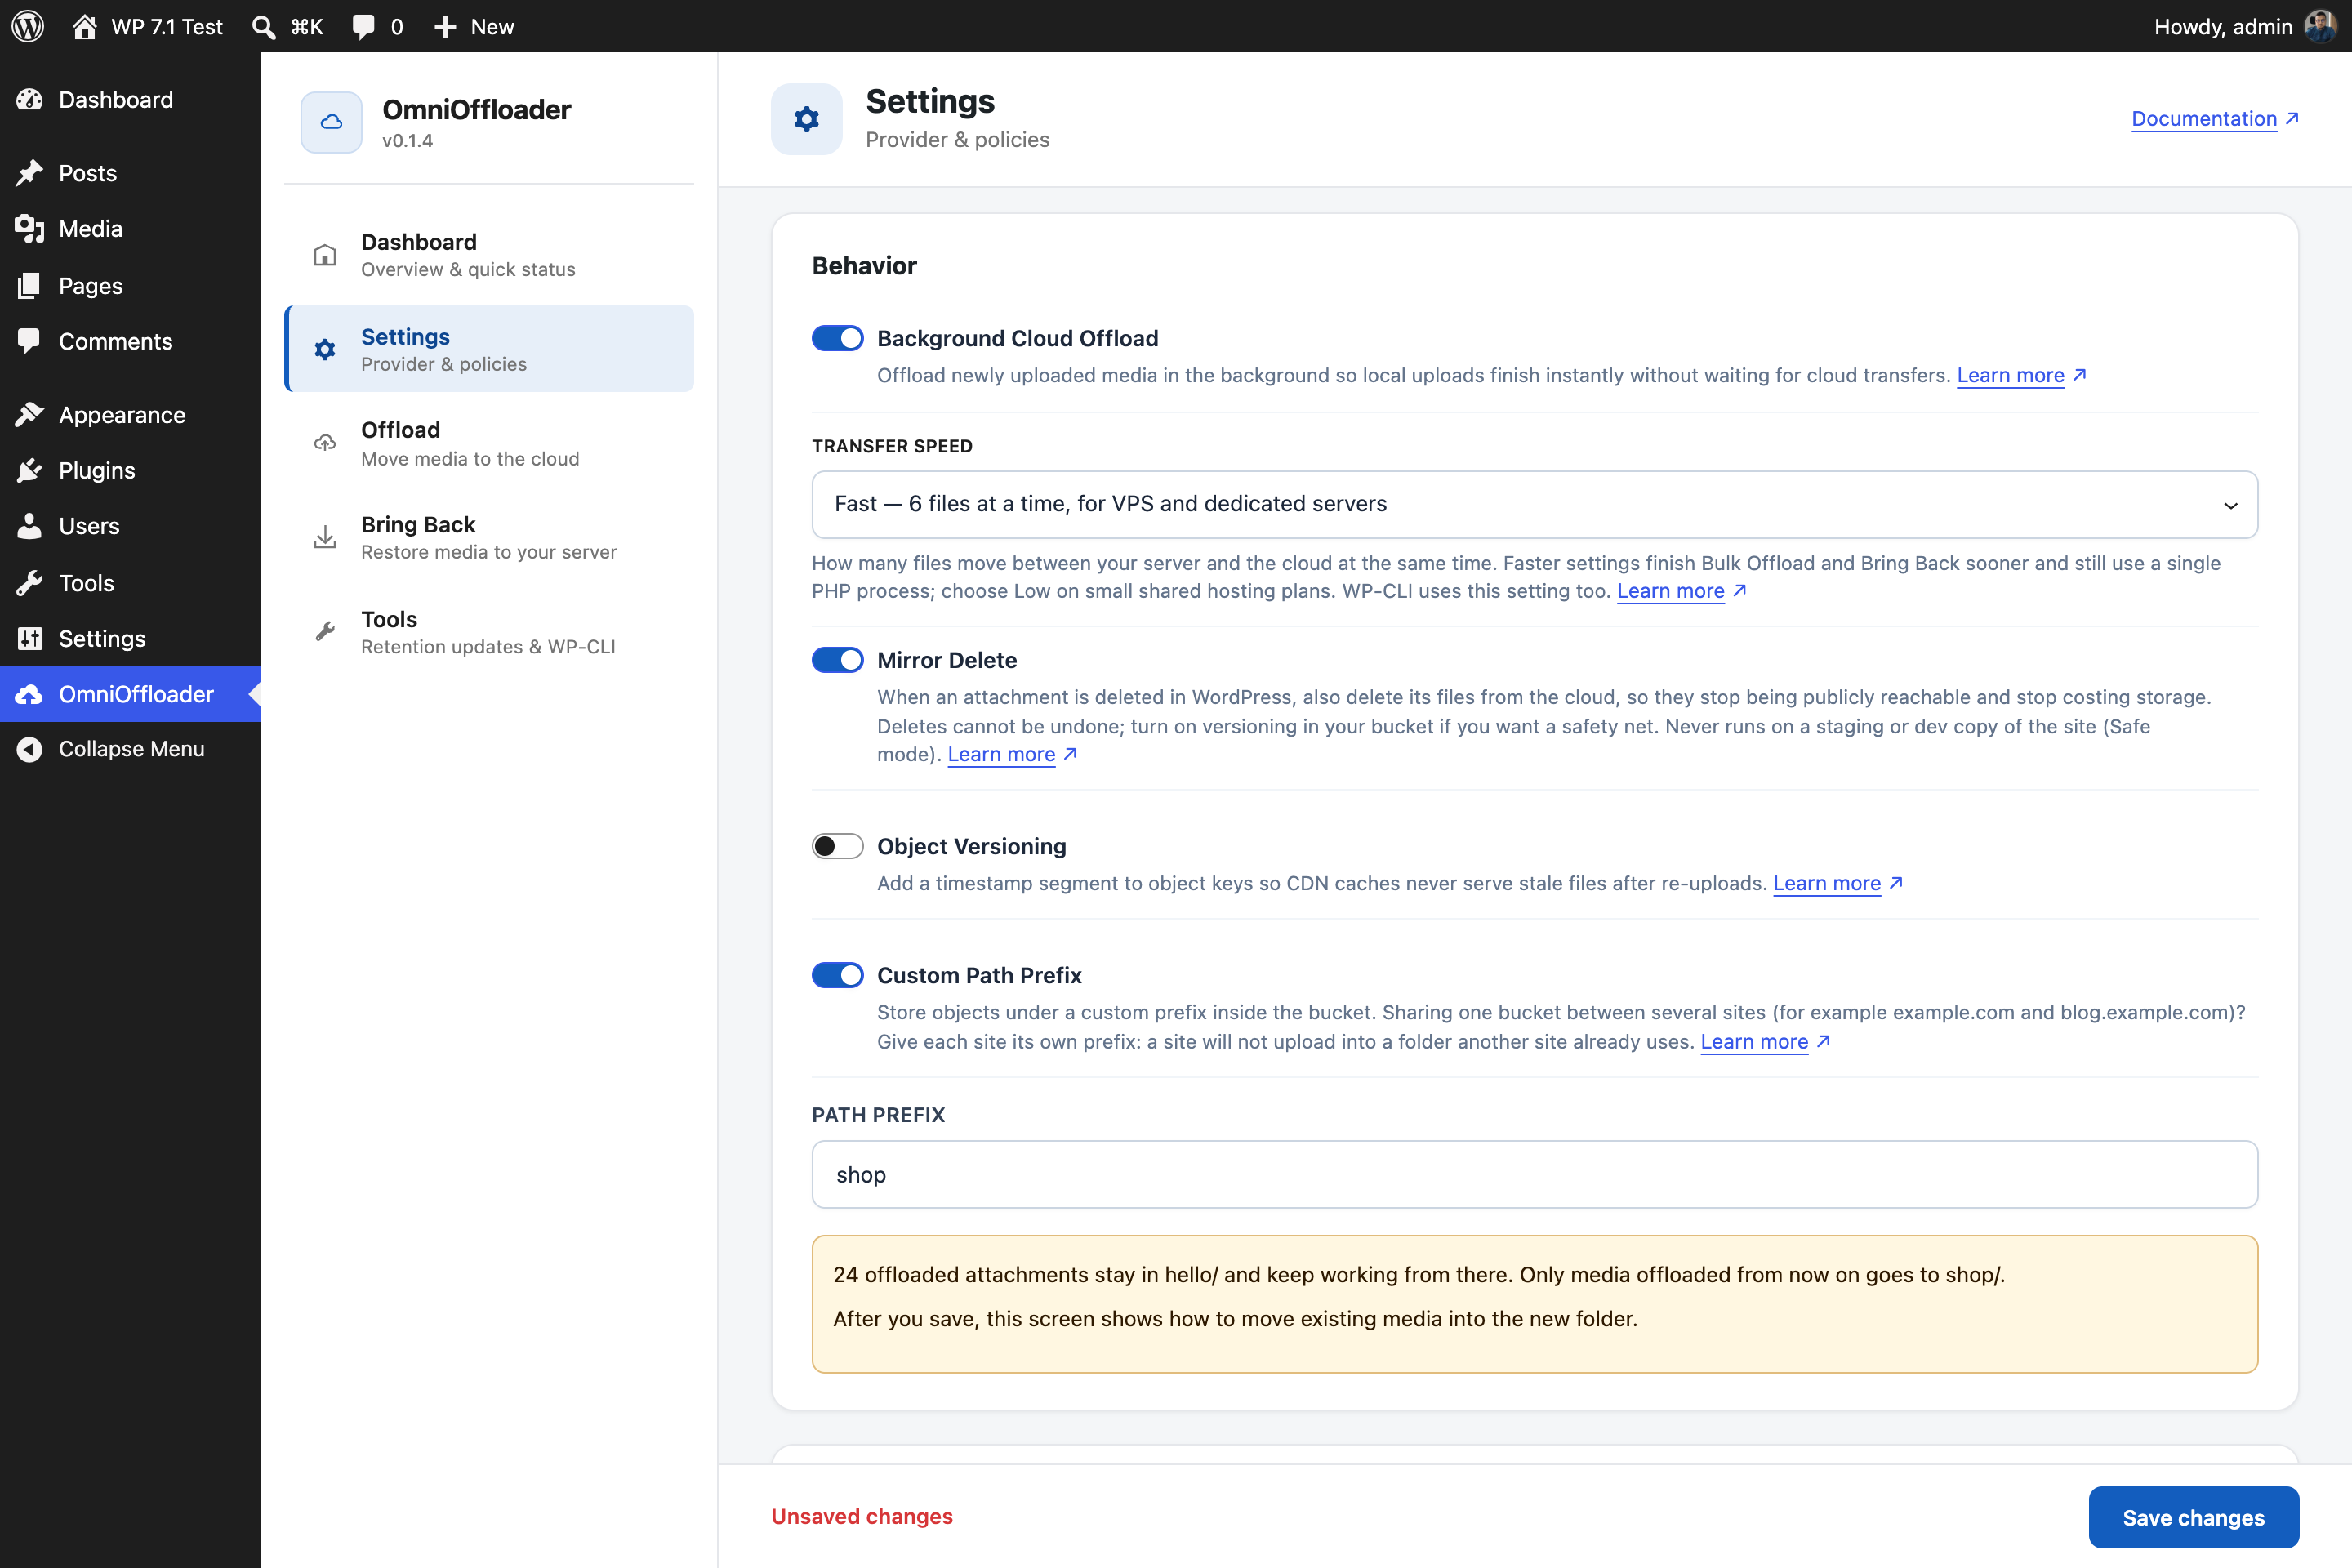 WP 7.1 Test
⌘K
0
New
Howdy, admin
Dashboard
Posts
Media
Pages
Comments
Appearance
Plugins
Users
Tools
Settings
OmniOffloader
Collapse Menu
OmniOffloader
v0.1.4
Dashboard
Overview & quick status
Settings
Provider & policies
Offload
Move media to the cloud
Bring Back
Restore media to your server
Tools
Retention updates & WP-CLI
Settings
Provider & policies
Documentation ↗
Behavior
Background Cloud Offload
Offload newly uploaded media in the background so local uploads finish instantly without waiting for cloud transfers. Learn more ↗
TRANSFER SPEED
Fast — 6 files at a time, for VPS and dedicated servers
How many files move between your server and the cloud at the same time. Faster settings finish Bulk Offload and Bring Back sooner and still use a single
PHP process; choose Low on small shared hosting plans. WP-CLI uses this setting too. Learn more ↗
Mirror Delete
When an attachment is deleted in WordPress, also delete its files from the cloud, so they stop being publicly reachable and stop costing storage.
Deletes cannot be undone; turn on versioning in your bucket if you want a safety net. Never runs on a staging or dev copy of the site (Safe
mode). Learn more ↗
Object Versioning
Add a timestamp segment to object keys so CDN caches never serve stale files after re-uploads. Learn more ↗
Custom Path Prefix
Store objects under a custom prefix inside the bucket. Sharing one bucket between several sites (for example example.com and blog.example.com)?
Give each site its own prefix: a site will not upload into a folder another site already uses. Learn more ↗
PATH PREFIX
shop
24 offloaded attachments stay in hello/ and keep working from there. Only media offloaded from now on goes to shop/.
After you save, this screen shows how to move existing media into the new folder.
Unsaved changes
Save changes